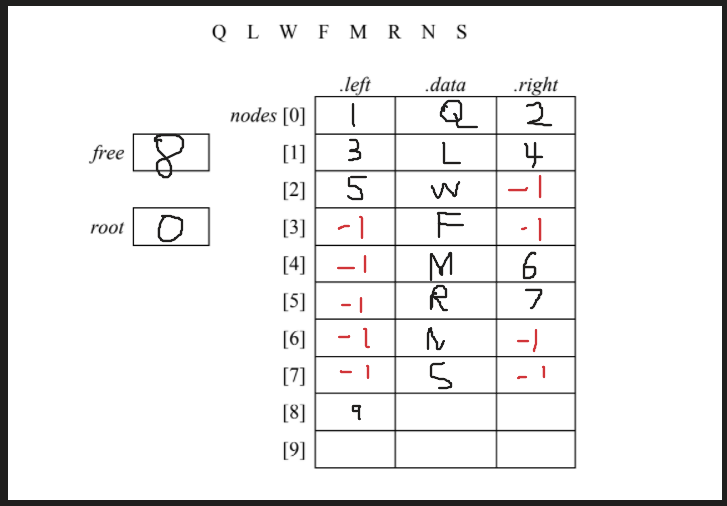 Q L W F M R N S
.left .data .right
nodes [0] 1 Q 2
free 8 [1] 3 L 4
[2] 5 W -1
root 0 [3] -1 F -1
[4] -1 M 6
[5] -1 R 7
[6] -1 N -1
[7] -1 S -1
[8] 9
[9]